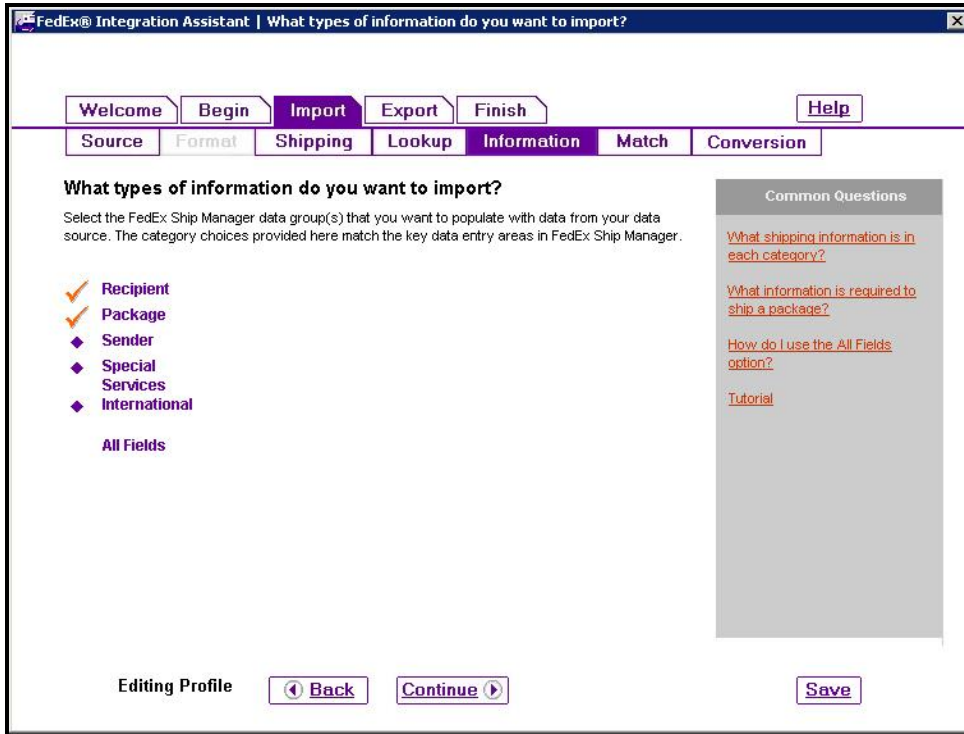 FedEx® Integration Assistant | What types of information do you want to import?
Welcome Begin Import Export Finish Help
Source Format Shipping Lookup Information Match Conversion
What types of information do you want to import?
Select the FedEx Ship Manager data group(s) that you want to populate with data from your data
source. The category choices provided here match the key data entry areas in FedEx Ship Manager.
Recipient
Package
Sender
Special
Services
International
All Fields
Common Questions
What shipping information is in
each category?
What information is required to
ship a package?
How do I use the All Fields
option?
Tutorial
Editing Profile Back Continue Save